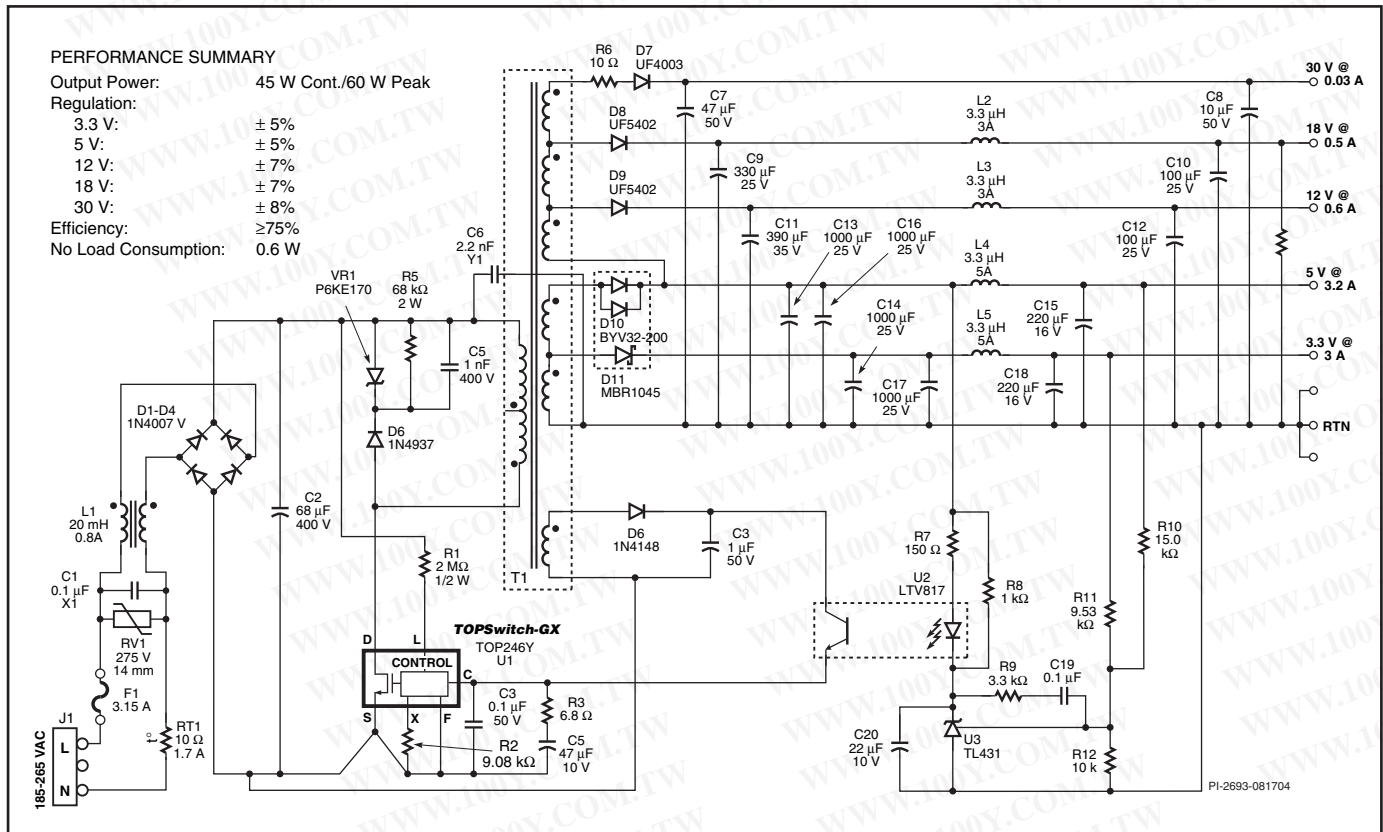 PERFORMANCE SUMMARY
Output Power: 45 W Cont./60 W Peak
Regulation:
3.3 V: ± 5%
5 V: ± 5%
12 V: ± 7%
18 V: ± 7%
30 V: ± 8%
Efficiency: ≥75%
No Load Consumption: 0.6 W
R6
10 Ω
D7
UF4003
C7
47 µF
50 V
D8
UF5402
D9
UF5402
C9
330 µF
25 V
L2
3.3 µH
3A
L3
3.3 µH
3A
C8
10 µF
50 V
C10
100 µF
25 V
C12
100 µF
25 V
30 V @
0.03 A
18 V @
0.5 A
12 V @
0.6 A
5 V @
3.2 A
3.3 V @
3 A
RTN
C11
390 µF
35 V
C13
1000 µF
25 V
C16
1000 µF
25 V
L4
3.3 µH
5A
C14
1000 µF
25 V
C15
220 µF
16 V
L5
3.3 µH
5A
C17
1000 µF
25 V
C18
220 µF
16 V
D10
BYV32-200
D11
MBR1045
C6
2.2 nF
Y1
VR1
P6KE170
R5
68 kΩ
2 W
C5
1 nF
400 V
D6
1N4937
D1-D4
1N4007 V
C2
68 µF
400 V
L1
20 mH
0.8A
C1
0.1 µF
X1
RV1
275 V
14 mm
F1
3.15 A
J1
L
N
185-265 VAC
t°
RT1
10 Ω
1.7 A
R1
2 MΩ
1/2 W
T1
D6
1N4148
C3
1 µF
50 V
TOPSwitch-GX
TOP246Y
U1
D
L
CONTROL
C
S
X
F
R2
9.08 kΩ
C3
0.1 µF
50 V
R3
6.8 Ω
C5
47 µF
10 V
R7
150 Ω
U2
LTV817
R8
1 kΩ
R9
3.3 kΩ
C19
0.1 µF
R10
15.0
kΩ
R11
9.53
kΩ
R12
10 k
C20
22 µF
10 V
U3
TL431
PI-2693-081704
WWW.100Y.COM.TW